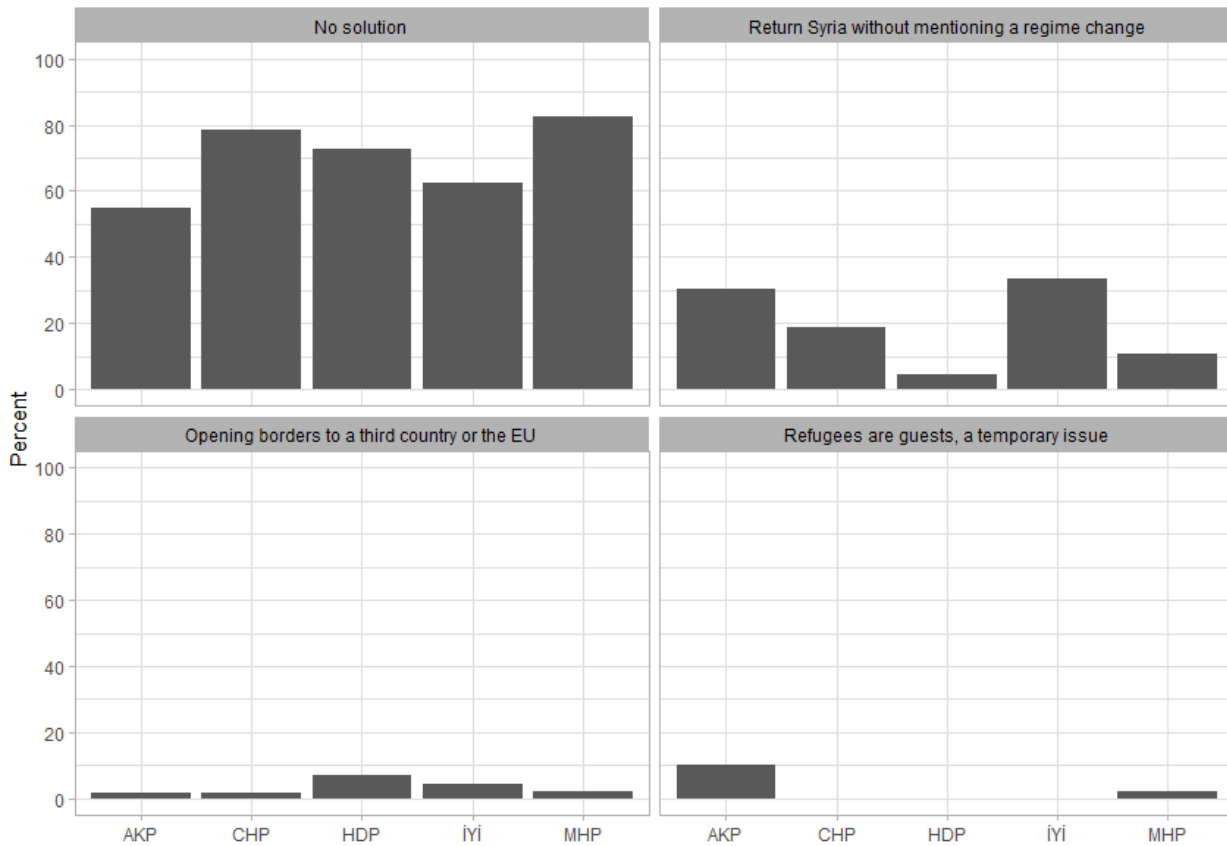 No solution
Return Syria without mentioning a regime change
100
80
60
40
20
0
Percent
Opening borders to a third country or the EU
Refugees are guests, a temporary issue
100
80
60
40
20
0
AKP CHP HDP İYİ MHP
AKP CHP HDP İYİ MHP